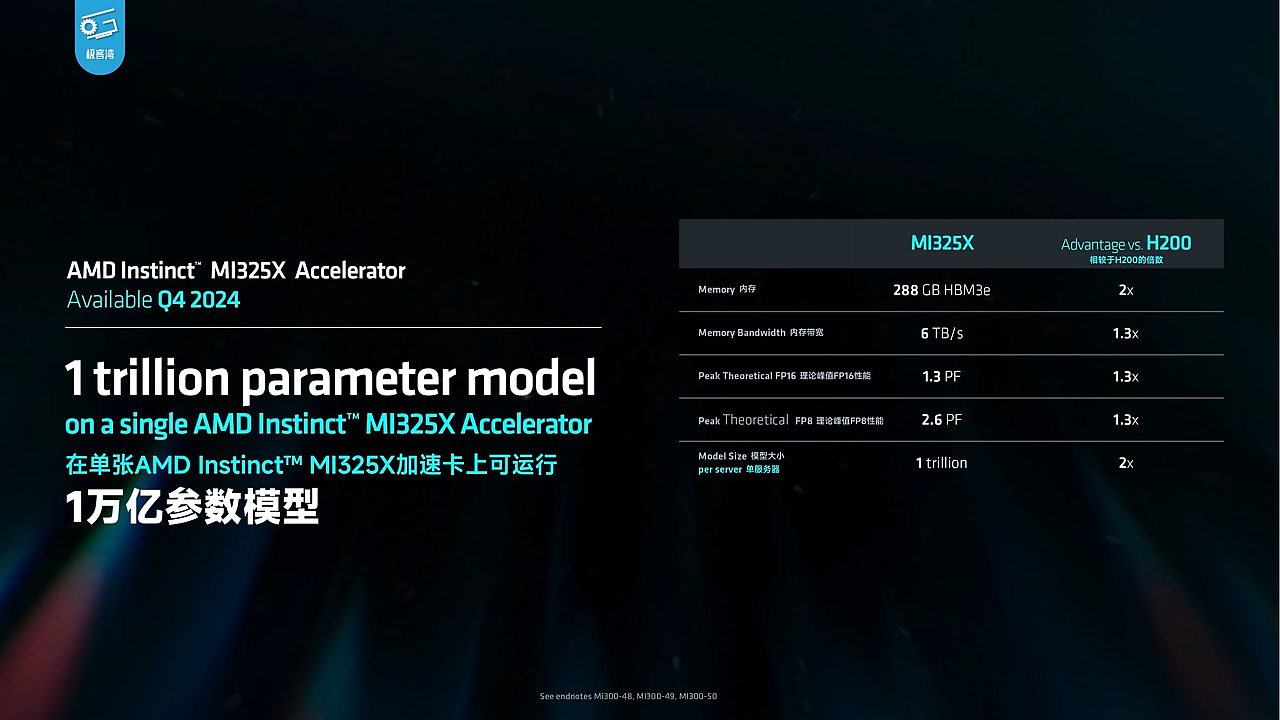 极客湾
AMD Instinct™ MI325X Accelerator
Available Q4 2024
1 trillion parameter model
on a single AMD Instinct™ MI325X Accelerator
在单张AMD Instinct™ MI325X加速卡上可运行
1万亿参数模型
MI325X Advantage vs. H200
相较于H200的倍数
Memory 内存 288 GB HBM3e 2x
Memory Bandwidth 内存带宽 6 TB/s 1.3x
Peak Theoretical FP16 理论峰值FP16性能 1.3 PF 1.3x
Peak Theoretical FP8 理论峰值FP8性能 2.6 PF 1.3x
Model Size 模型大小
per server 单服务器 1 trillion 2x
See endnotes Mi300-48, MI300-49, MI300-50